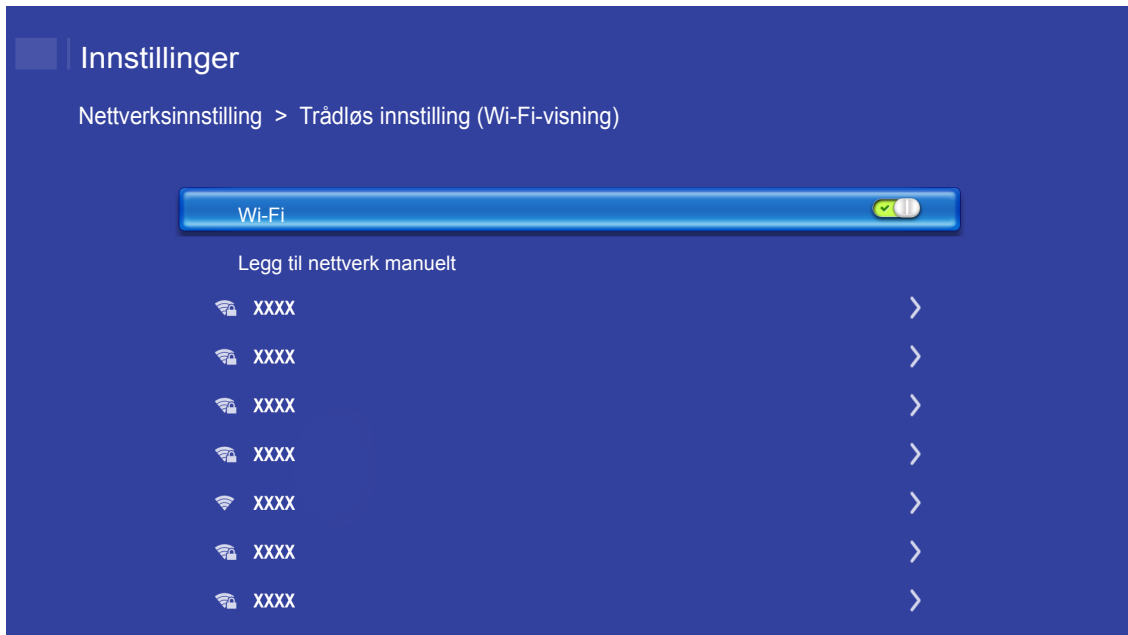 Innstillinger
Nettverksinnstilling > Trådløs innstilling (Wi-Fi-visning)
Wi-Fi
Legg til nettverk manuelt
XXXX
XXXX
XXXX
XXXX
XXXX
XXXX
XXXX